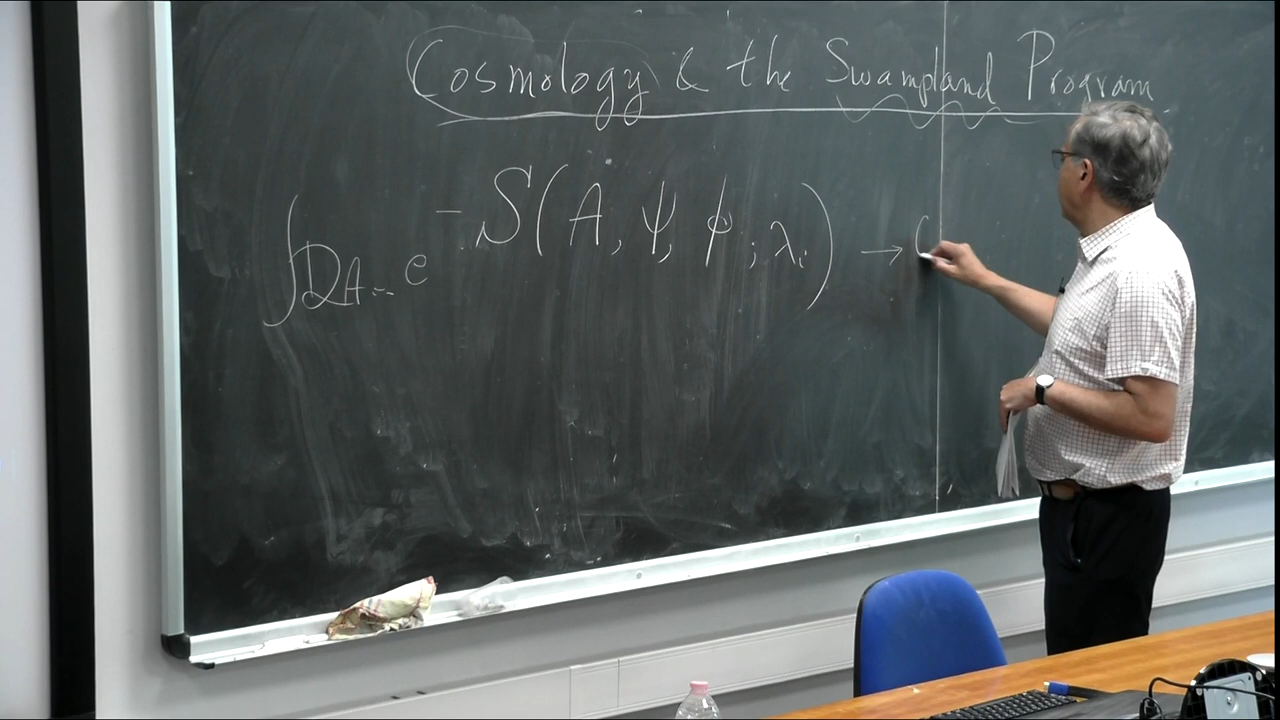 Cosmology & the Swampland Program
∫DA... e^{-S(A, ψ, ϕ; λi)} → (